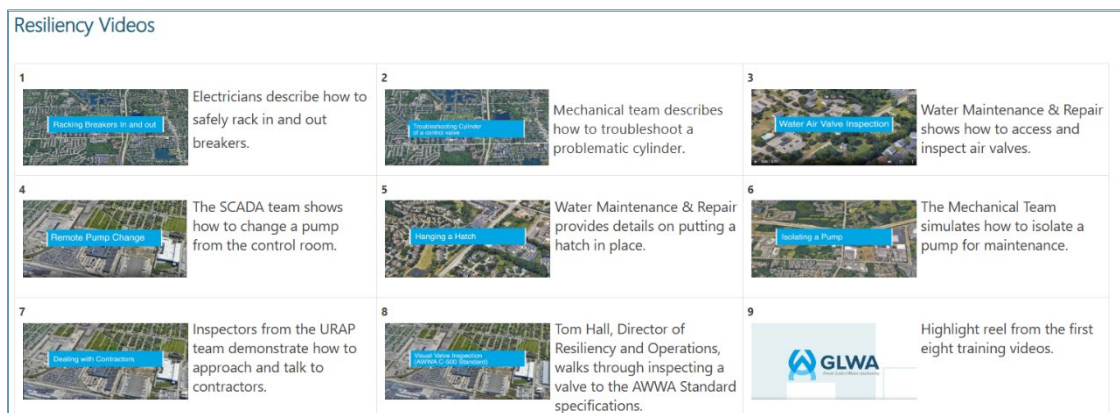 Resiliency Videos
1
Racking Breakers In and out
Electricians describe how to
safely rack in and out
breakers.
2
Troubleshooting Cylinder
of a control valve
Mechanical team describes
how to troubleshoot a
problematic cylinder.
3
Water Air Valve Inspection
Water Maintenance & Repair
shows how to access and
inspect air valves.
4
Remote Pump Change
The SCADA team shows
how to change a pump
from the control room.
5
Hanging a Hatch
Water Maintenance & Repair
provides details on putting a
hatch in place.
6
Isolating a Pump
The Mechanical Team
simulates how to isolate a
pump for maintenance.
7
Dealing with Contractors
Inspectors from the URAP
team demonstrate how to
approach and talk to
contractors.
8
Visual Valve Inspection
(AWWA C-500 Standard)
Tom Hall, Director of
Resiliency and Operations,
walks through inspecting a
valve to the AWWA Standard
specifications.
9
GLWA
Great Lakes Water Authority
Highlight reel from the first
eight training videos.